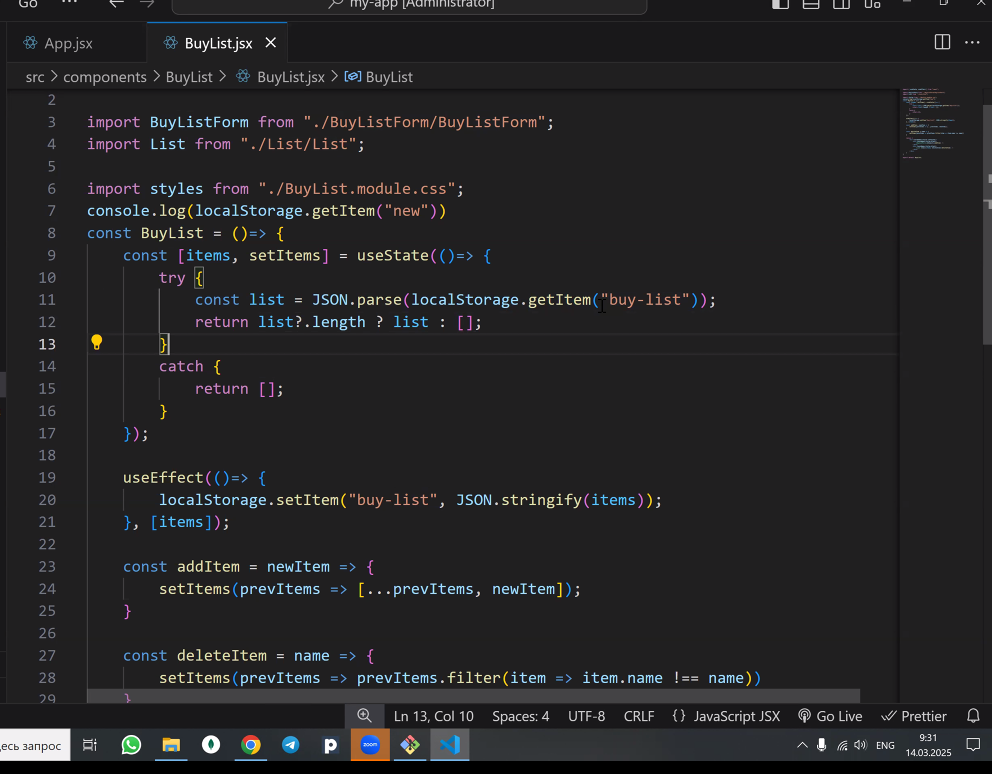 Go ··· my-app [Administrator]
App.jsx BuyList.jsx
src > components > BuyList > BuyList.jsx > BuyList
2
3 import BuyListForm from "./BuyListForm/BuyListForm";
4 import List from "./List/List";
5
6 import styles from "./BuyList.module.css";
7 console.log(localStorage.getItem("new"))
8 const BuyList = ()=> {
9 const [items, setItems] = useState(()=> {
10 try {
11 const list = JSON.parse(localStorage.getItem("buy-list"));
12 return list?.length ? list : [];
13 }
14 catch {
15 return [];
16 }
17 });
18
19 useEffect(()=> {
20 localStorage.setItem("buy-list", JSON.stringify(items));
21 }, [items]);
22
23 const addItem = newItem => {
24 setItems(prevItems => [...prevItems, newItem]);
25 }
26
27 const deleteItem = name => {
28 setItems(prevItems => prevItems.filter(item => item.name !== name))
29 }
Ln 13, Col 10 Spaces: 4 UTF-8 CRLF {} JavaScript JSX Go Live Prettier
есь запрос zoom ENG 9:31
14.03.2025